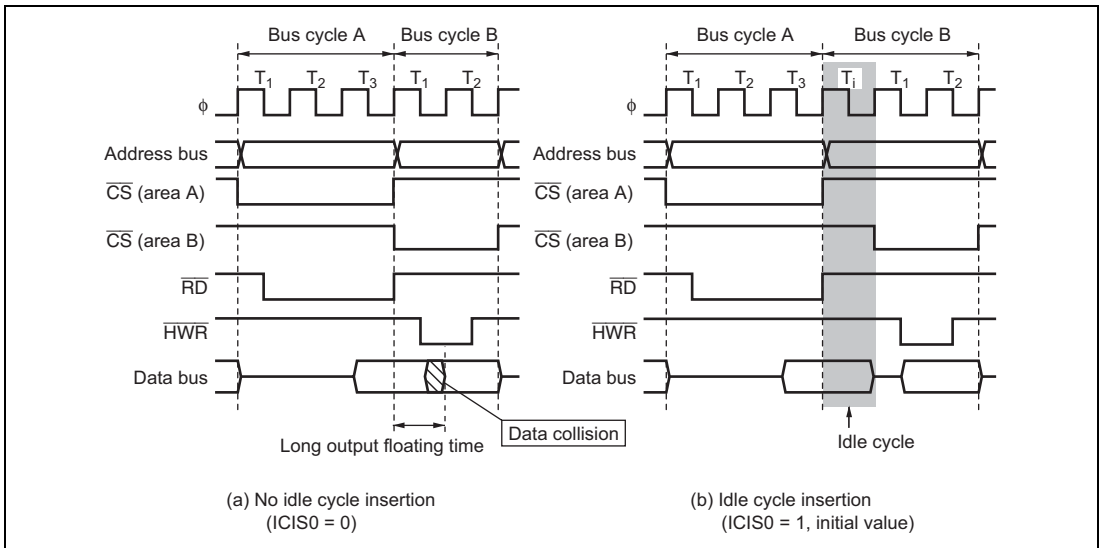 Bus cycle A Bus cycle B
T1 T2 T3 T1 T2
ϕ
Address bus
CS (area A)
CS (area B)
RD
HWR
Data bus
Long output floating time
Data collision
(a) No idle cycle insertion
(ICIS0 = 0)
Bus cycle A Bus cycle B
T1 T2 T3 Ti T1 T2
ϕ
Address bus
CS (area A)
CS (area B)
RD
HWR
Data bus
Idle cycle
(b) Idle cycle insertion
(ICIS0 = 1, initial value)